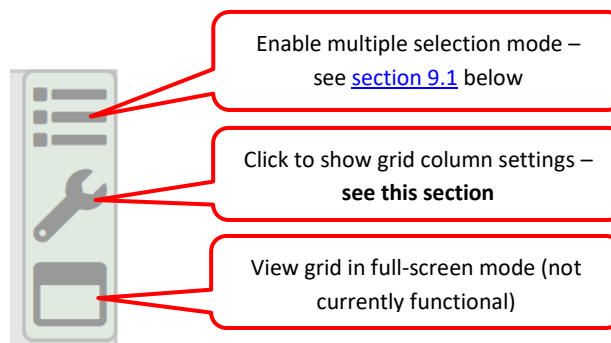 Enable multiple selection mode –
see section 9.1 below
Click to show grid column settings –
see this section
View grid in full-screen mode (not
currently functional)